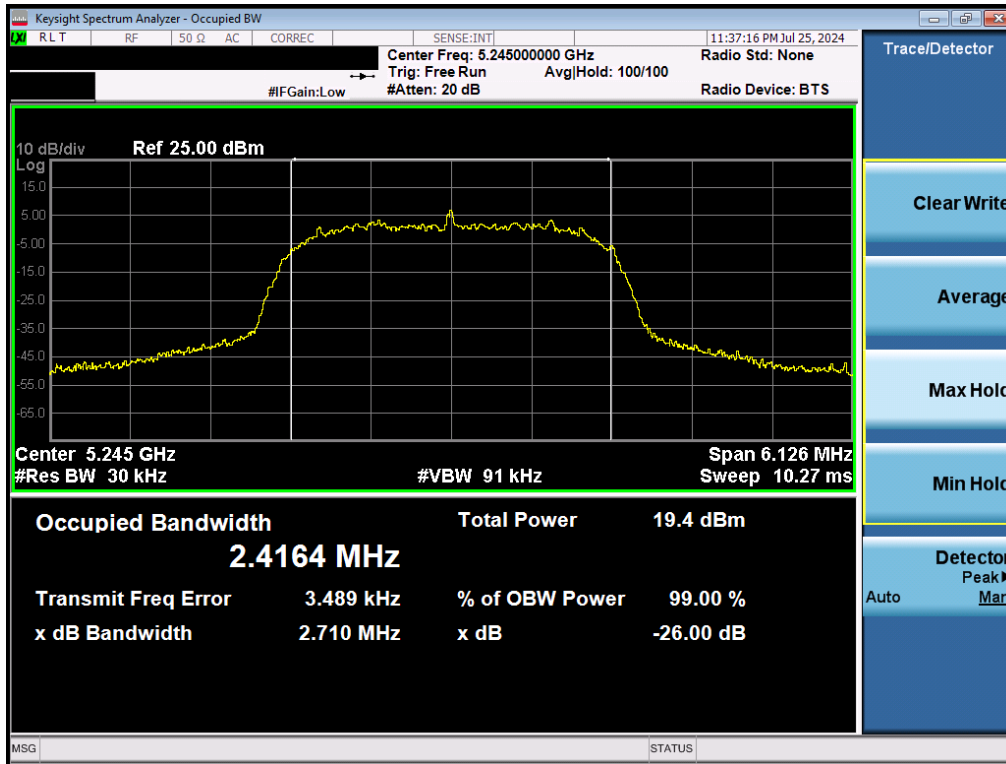 Keysight Spectrum Analyzer - Occupied BW
LXI RLT RF 50 Ω AC CORREC SENSE:INT 11:37:16 PM Jul 25, 2024
Center Freq: 5.245000000 GHz Radio Std: None
Trig: Free Run Avg|Hold: 100/100
#IFGain:Low #Atten: 20 dB Radio Device: BTS
10 dB/div Ref 25.00 dBm
Log
15.0
5.00
-5.00
-15.0
-25.0
-35.0
-45.0
-55.0
-65.0
Center 5.245 GHz Span 6.126 MHz
#Res BW 30 kHz #VBW 91 kHz Sweep 10.27 ms
Occupied Bandwidth Total Power 19.4 dBm
2.4164 MHz
Transmit Freq Error 3.489 kHz % of OBW Power 99.00 %
x dB Bandwidth 2.710 MHz x dB -26.00 dB
MSG STATUS
Trace/Detector
Clear Write
Average
Max Hold
Min Hold
Detector
Peak
Auto Man